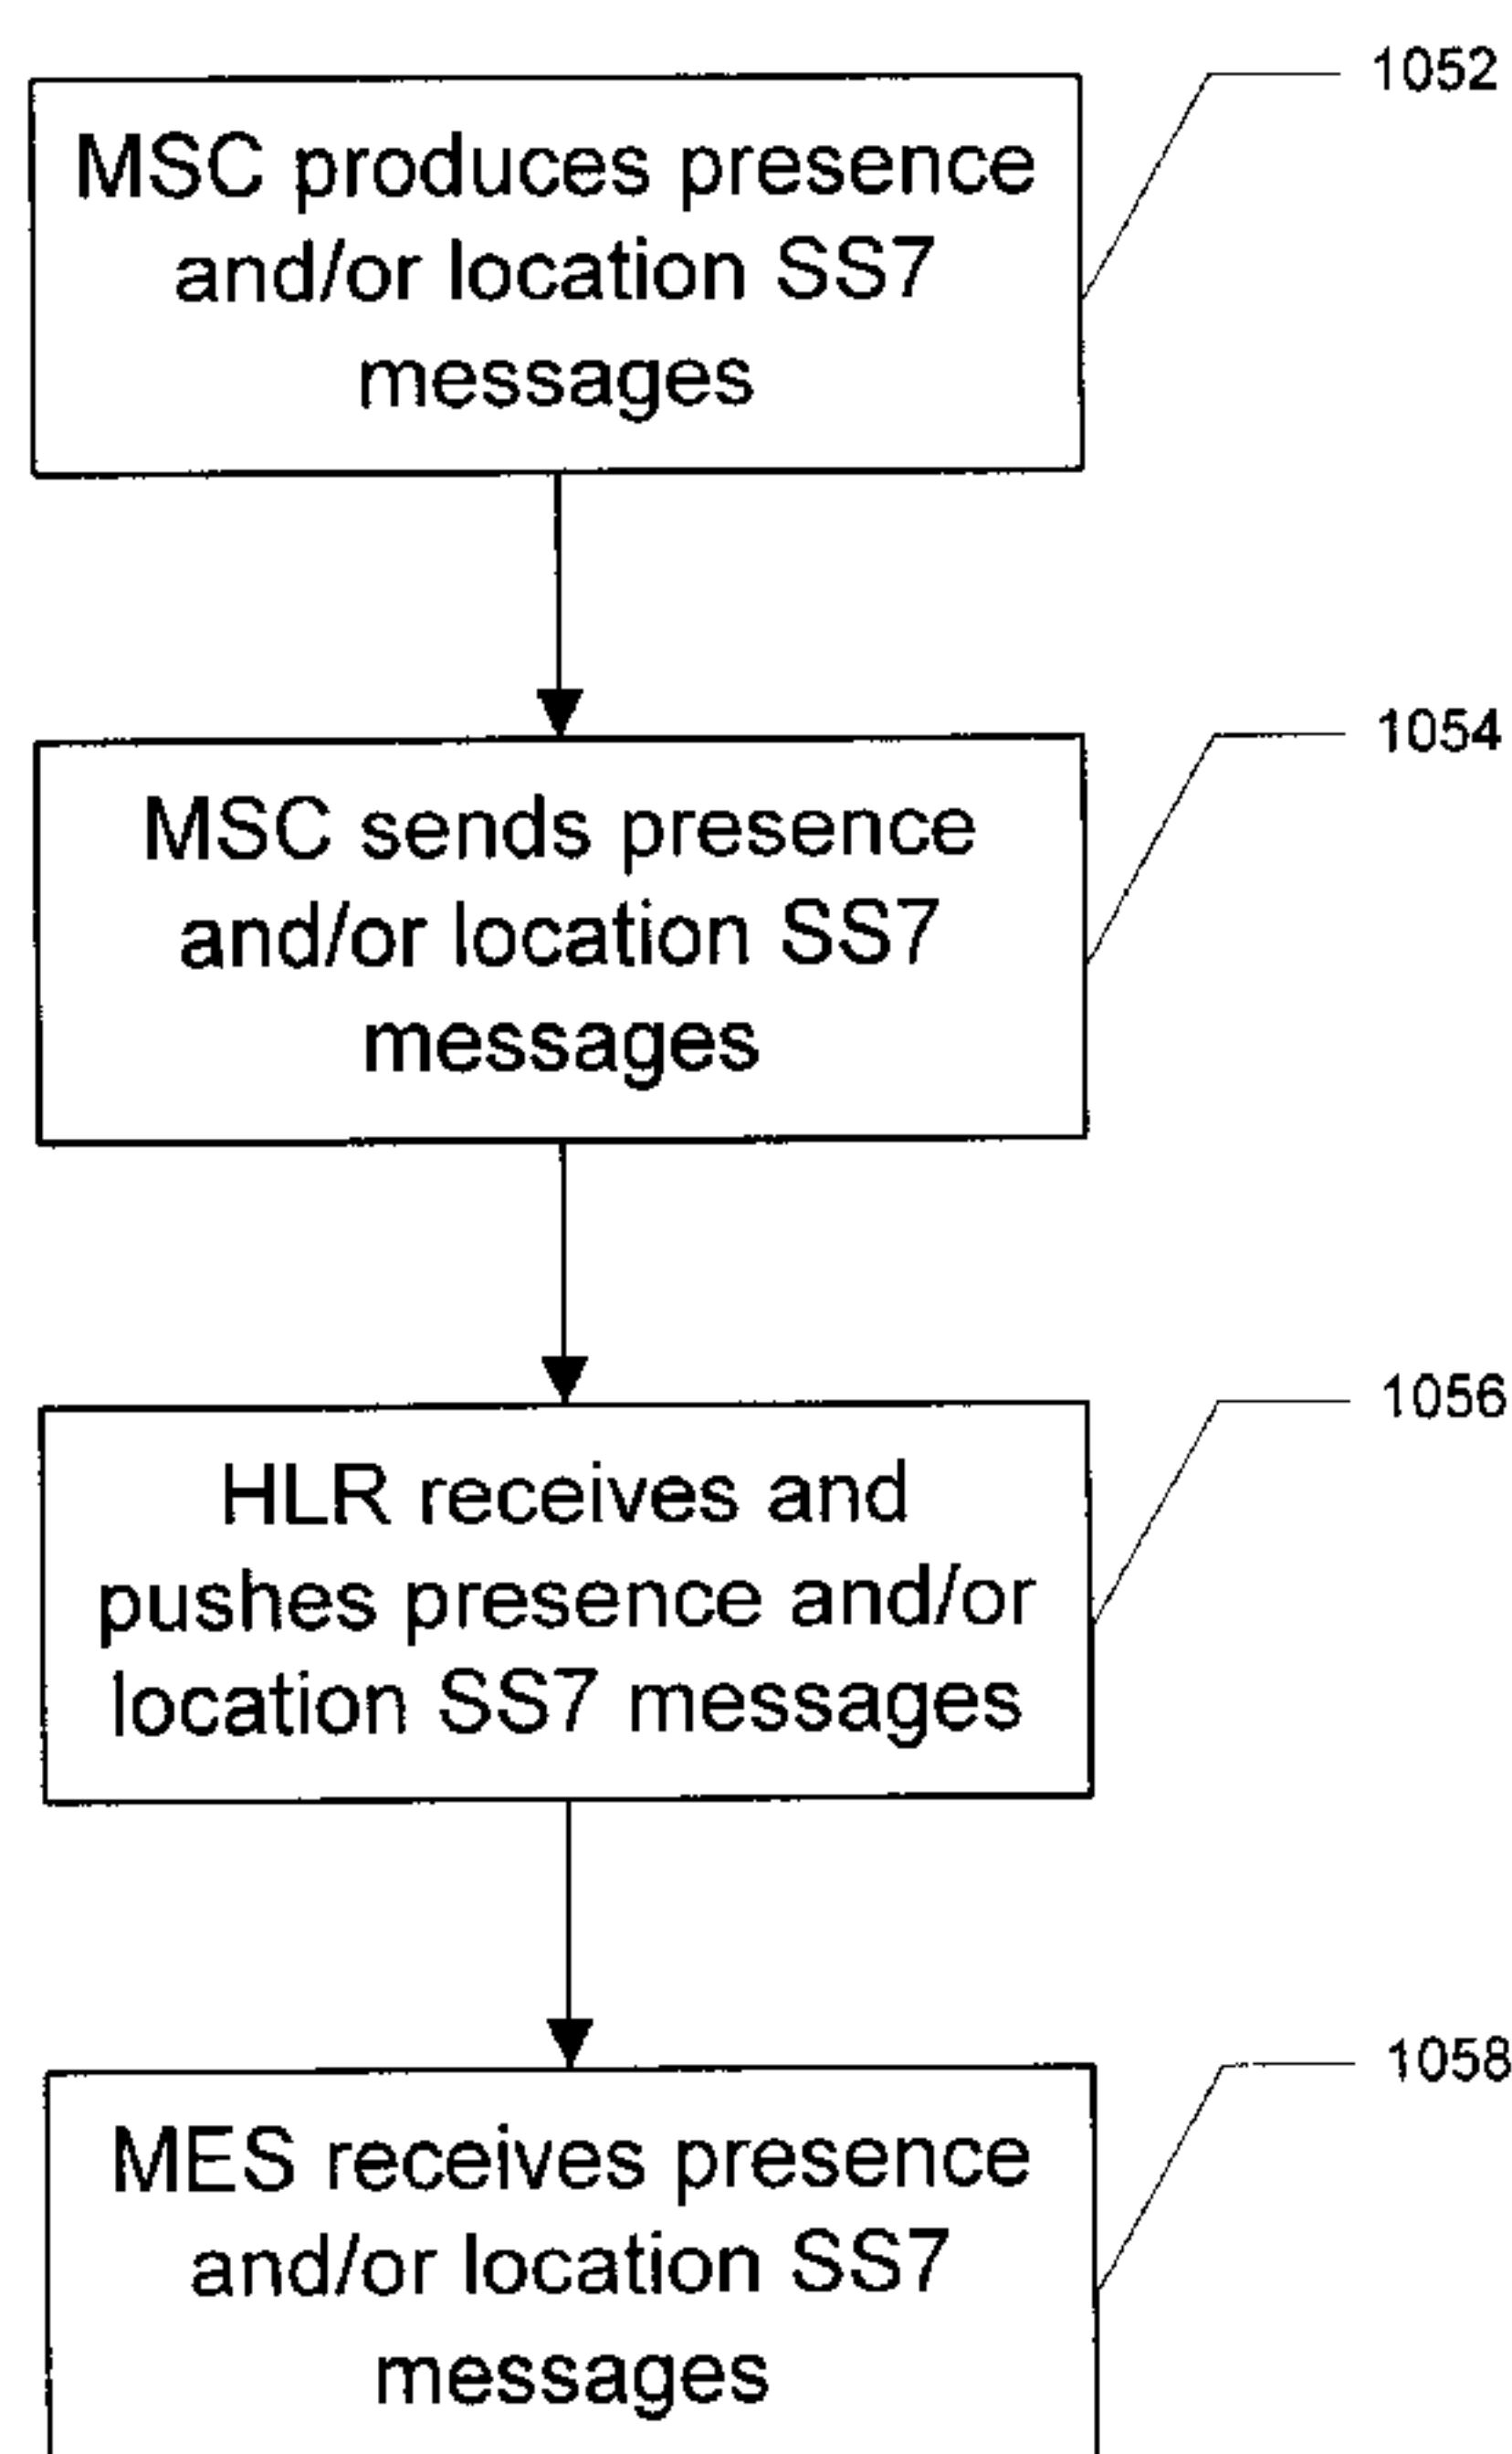 1052
MSC produces presence
and/or location SS7
messages
1054
MSC sends presence
and/or location SS7
messages
1056
HLR receives and
pushes presence and/or
location SS7 messages
1058
MES receives presence
and/or location SS7
messages